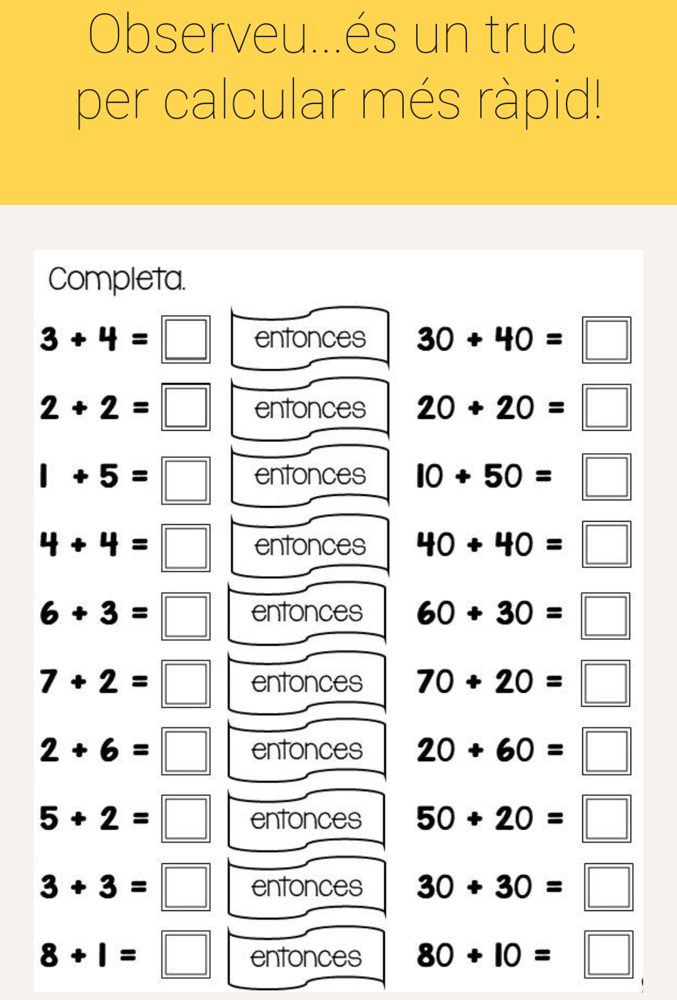 Observeu...és un truc
per calcular més ràpid!
Completa.
3 + 4 = entonces 30 + 40 =
2 + 2 = entonces 20 + 20 =
1 + 5 = entonces 10 + 50 =
4 + 4 = entonces 40 + 40 =
6 + 3 = entonces 60 + 30 =
7 + 2 = entonces 70 + 20 =
2 + 6 = entonces 20 + 60 =
5 + 2 = entonces 50 + 20 =
3 + 3 = entonces 30 + 30 =
8 + 1 = entonces 80 + 10 =